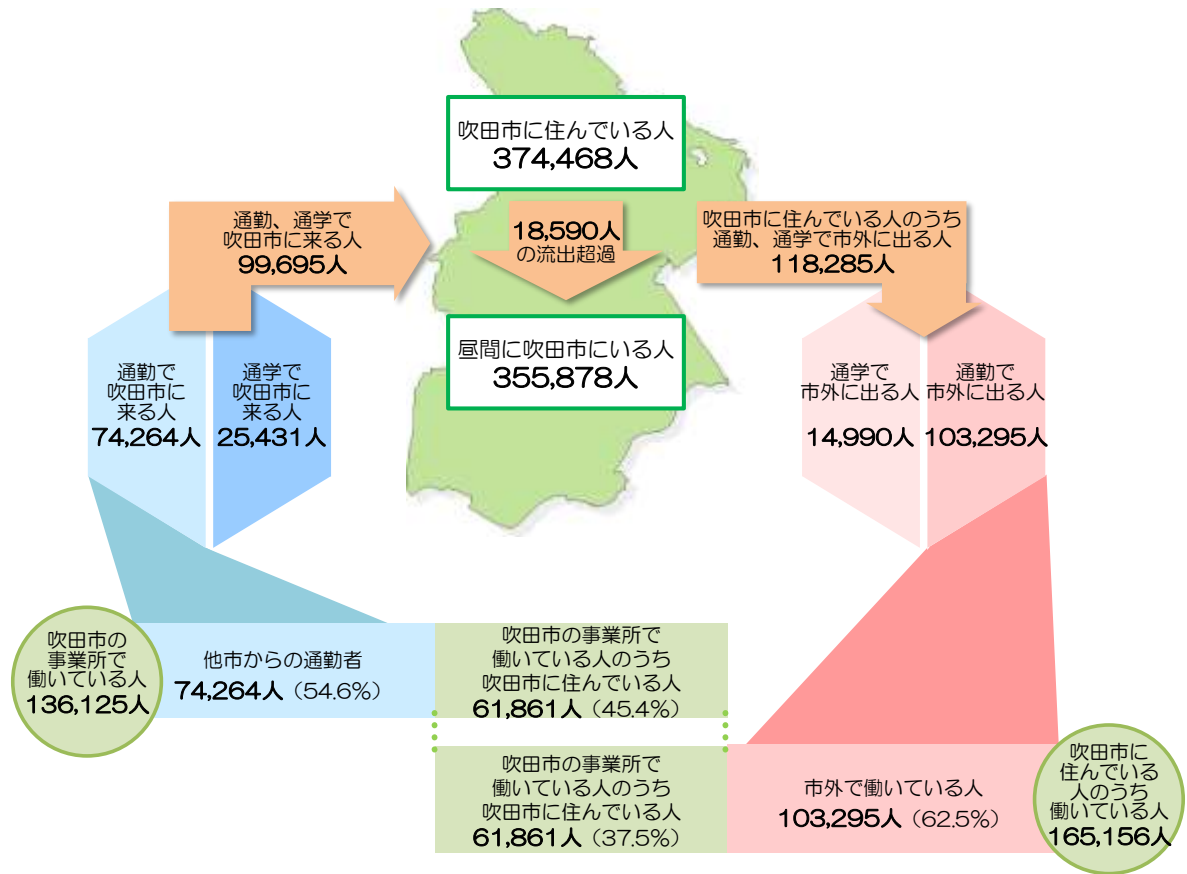 吹田市に住んでいる人
374,468人
通勤、通学で
吹田市に来る人
99,695人
18,590人
の流出超過
吹田市に住んでいる人のうち
通勤、通学で市外に出る人
118,285人
昼間に吹田市にいる人
355,878人
通勤で
吹田市に
来る人
74,264人
通学で
吹田市に
来る人
25,431人
通学で
市外に出る人
14,990人
通勤で
市外に出る人
103,295人
吹田市の
事業所で
働いている人
136,125人
他市からの通勤者
74,264人（54.6%）
吹田市の事業所で
働いている人のうち
吹田市に住んでいる人
61,861人（45.4%）
吹田市の事業所で
働いている人のうち
吹田市に住んでいる人
61,861人（37.5%）
市外で働いている人
103,295人（62.5%）
吹田市に
住んでいる
人のうち
働いている人
165,156人